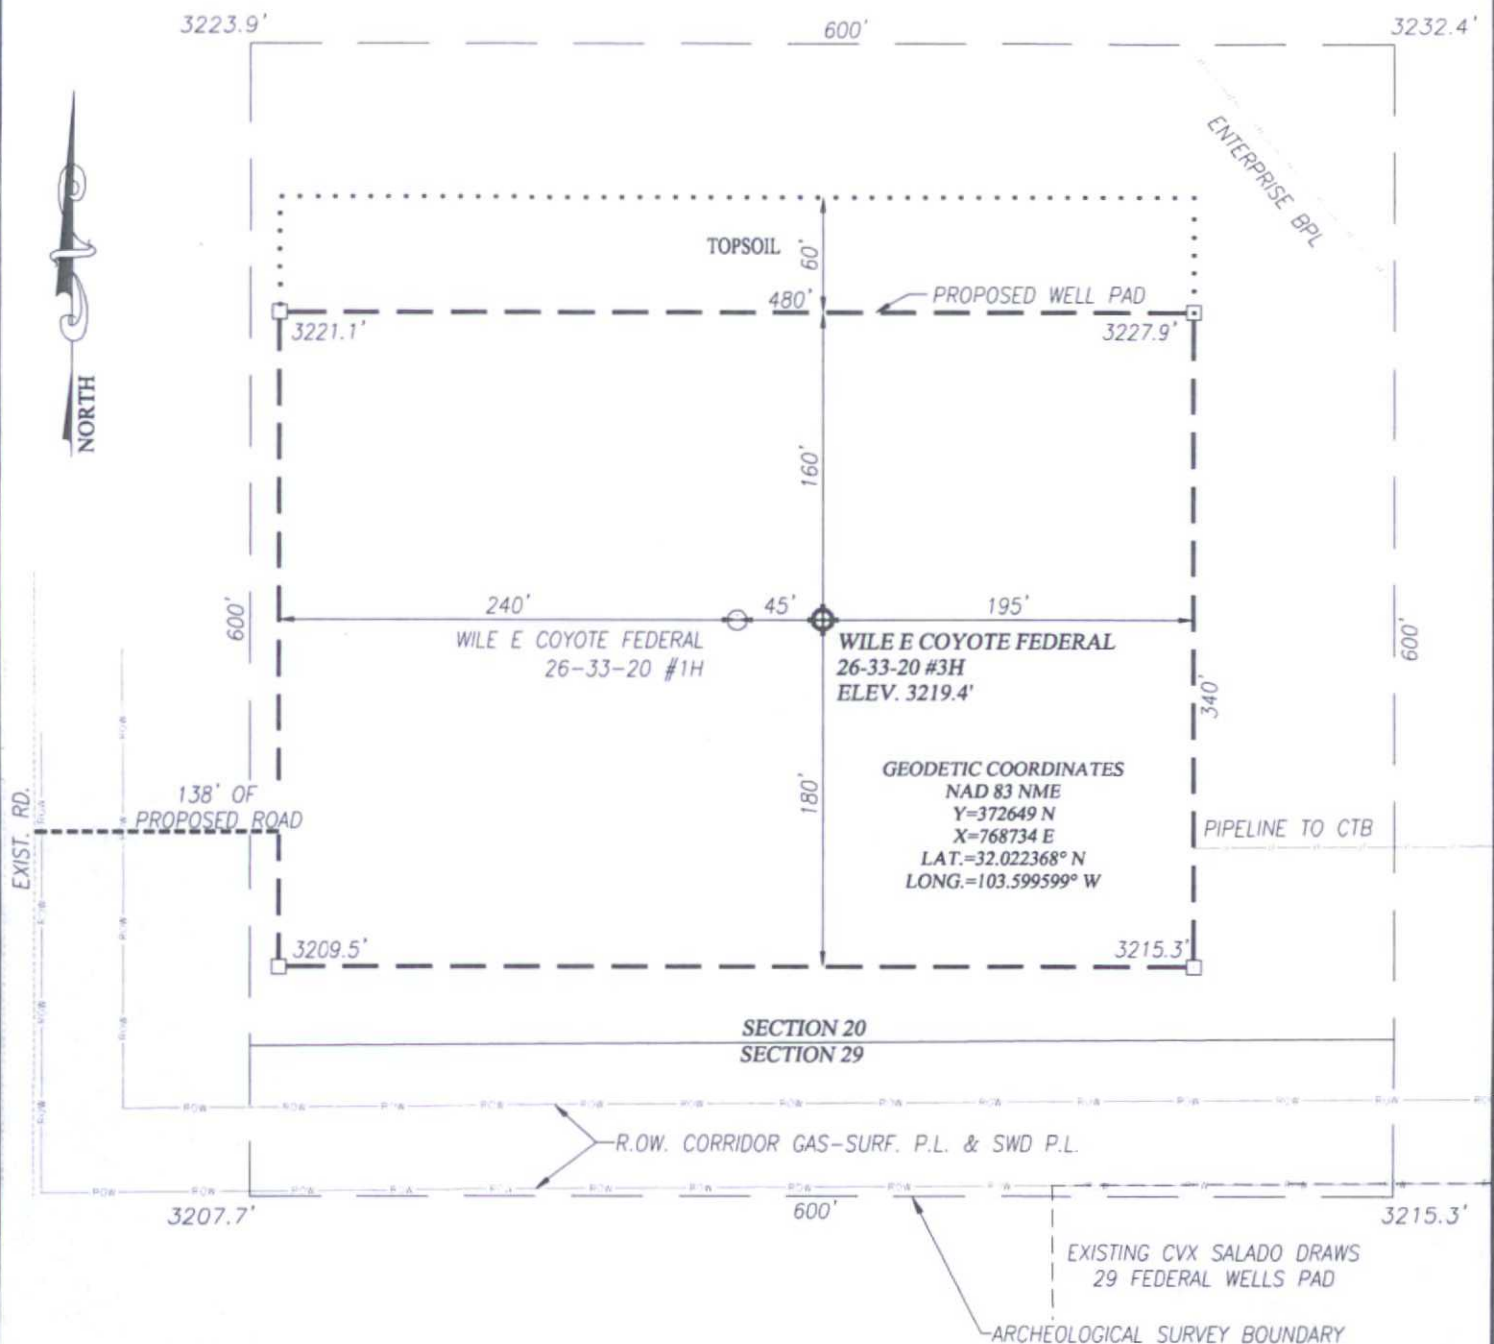 3223.9'
600'
3232.4'
ENTERPRISE BPL
NORTH
TOPSOIL
60'
480'
PROPOSED WELL PAD
3221.1'
3227.9'
160'
600'
240'
45'
195'
600'
WILE E COYOTE FEDERAL
26-33-20 #1H
WILE E COYOTE FEDERAL
26-33-20 #3H
ELEV. 3219.4'
340'
GEODETIC COORDINATES
NAD 83 NME
Y=372649 N
X=768734 E
LAT.=32.022368° N
LONG.=103.599599° W
180'
138' OF
PROPOSED ROAD
EXIST. RD.
PIPELINE TO CTB
3209.5'
3215.3'
SECTION 20
SECTION 29
R.O.W. CORRIDOR GAS-SURF. P.L. & SWD P.L.
3207.7'
600'
3215.3'
EXISTING CVX SALADO DRAWS
29 FEDERAL WELLS PAD
ARCHEOLOGICAL SURVEY BOUNDARY